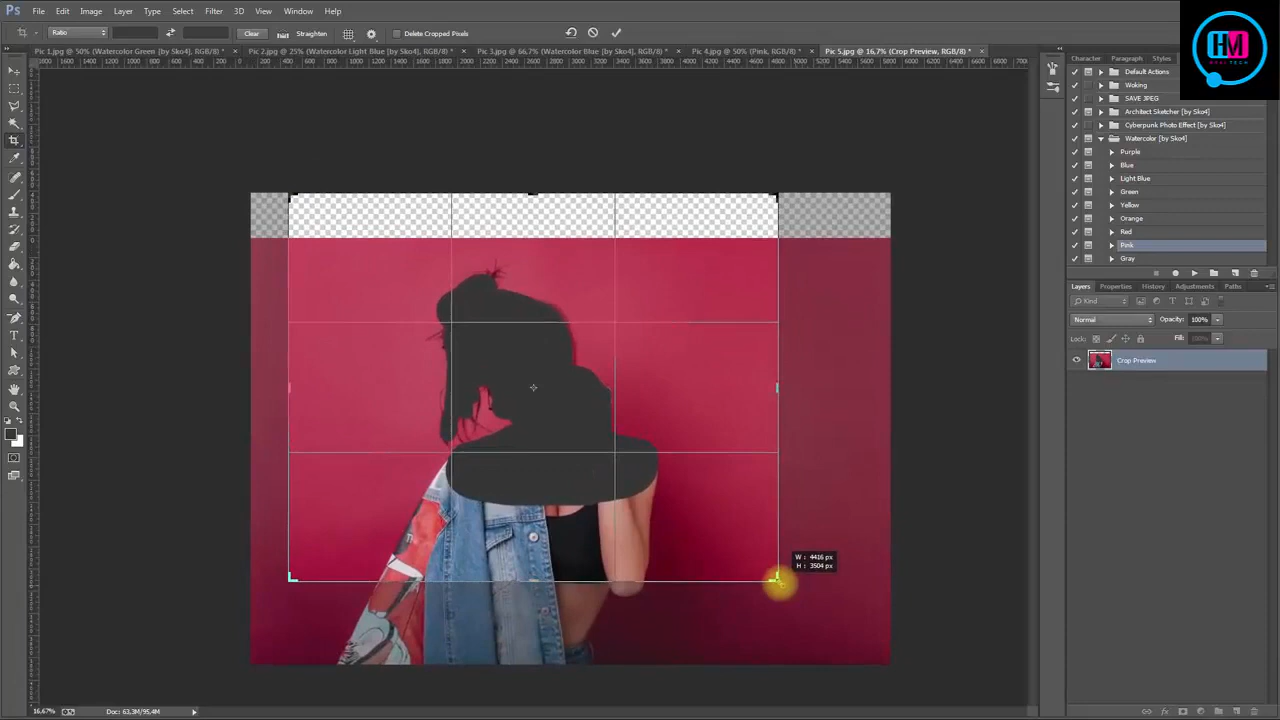 Ps File Edit Image Layer Type Select Filter 3D View Window Help
Ratio Clear Straighten Delete Cropped Pixels
Pic 1.jpg @ 50% (Watercolor Green [by Sko4], RGB/8) * × Pic 2.jpg @ 25% (Watercolor Light Blue [by Sko4], RGB/8) * × Pic 3.jpg @ 66,7% (Watercolor Blue [by Sko4], RGB/8) * × Pic 4.jpg @ 50% (Pink, RGB/8) * × Pic 5.jpg @ 16,7% (Crop Preview, RGB/8) * ×
HM
Character Paragraph Styles
Default Actions
Woking
SAVE JPEG
Architect Sketcher [by Sko4]
Cyberpunk Photo Effect [by Sko4]
Watercolor [by Sko4]
Purple
Blue
Light Blue
Green
Yellow
Orange
Red
Pink
Gray
Layers Properties History Adjustments Paths
Kind
Normal Opacity: 100%
Lock: Fill: 100%
Crop Preview
W : 4416 px
H : 3504 px
16,67% Doc: 63,3M/95,4M